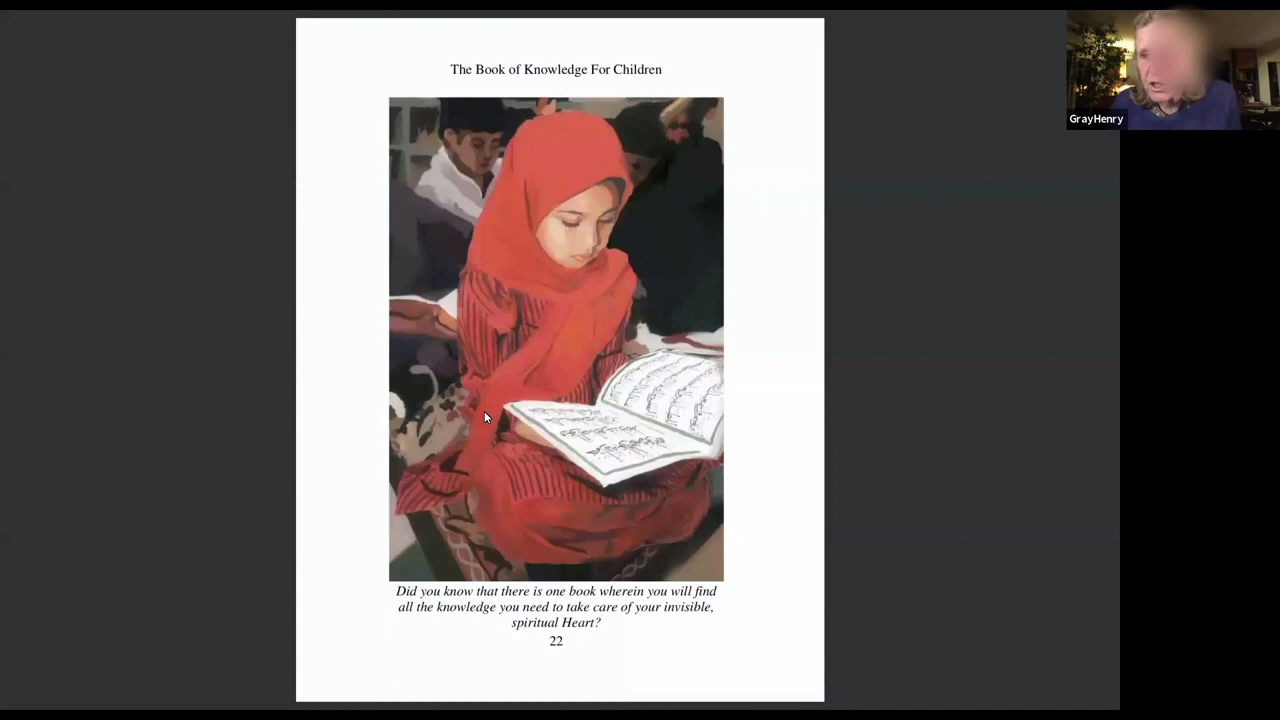 The Book of Knowledge For Children
GrayHenry
Did you know that there is one book wherein you will find
all the knowledge you need to take care of your invisible,
spiritual Heart?
22